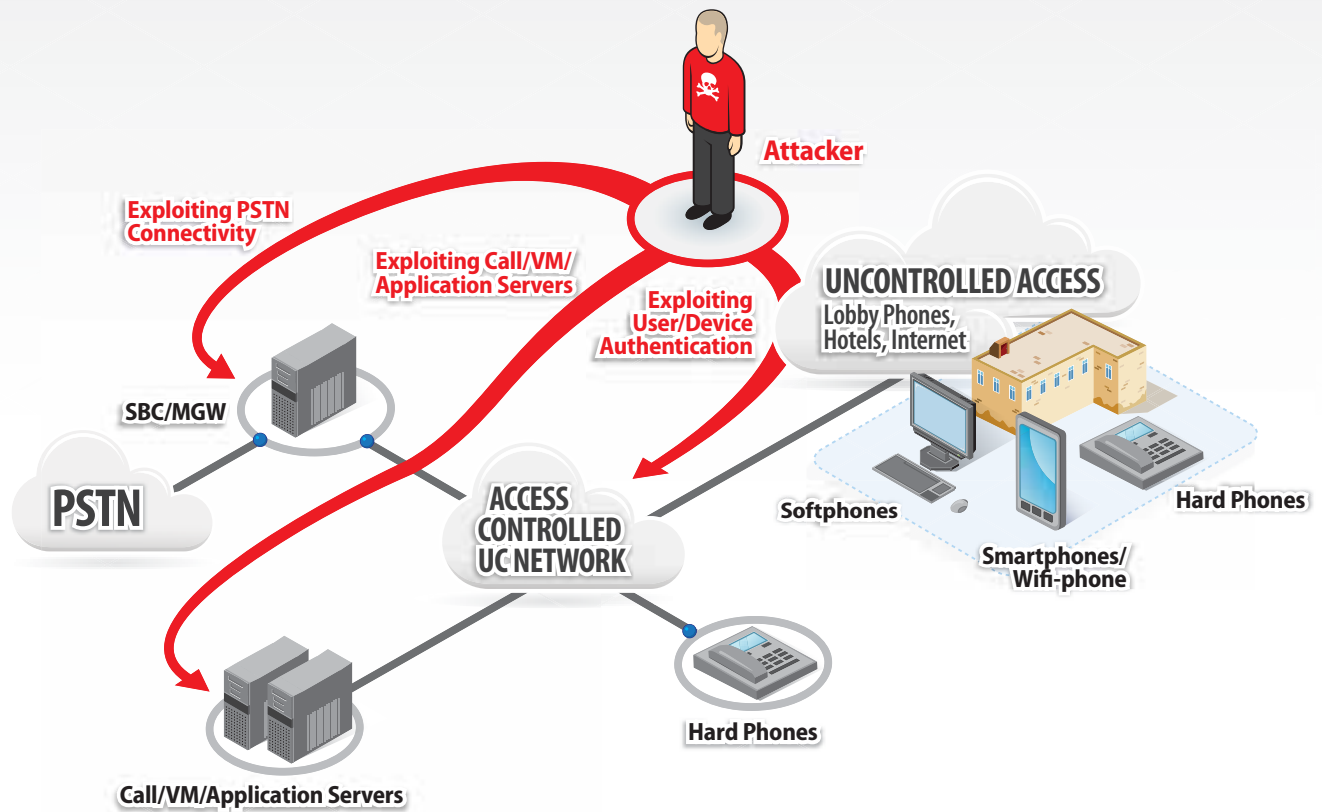 Attacker
Exploiting PSTN
Connectivity
Exploiting Call/VM/
Application Servers
Exploiting
User/Device
Authentication
UNCONTROLLED ACCESS
Lobby Phones,
Hotels, Internet
SBC/MGW
PSTN
ACCESS
CONTROLLED
UC NETWORK
Softphones
Hard Phones
Smartphones/
Wifi-phone
Hard Phones
Call/VM/Application Servers